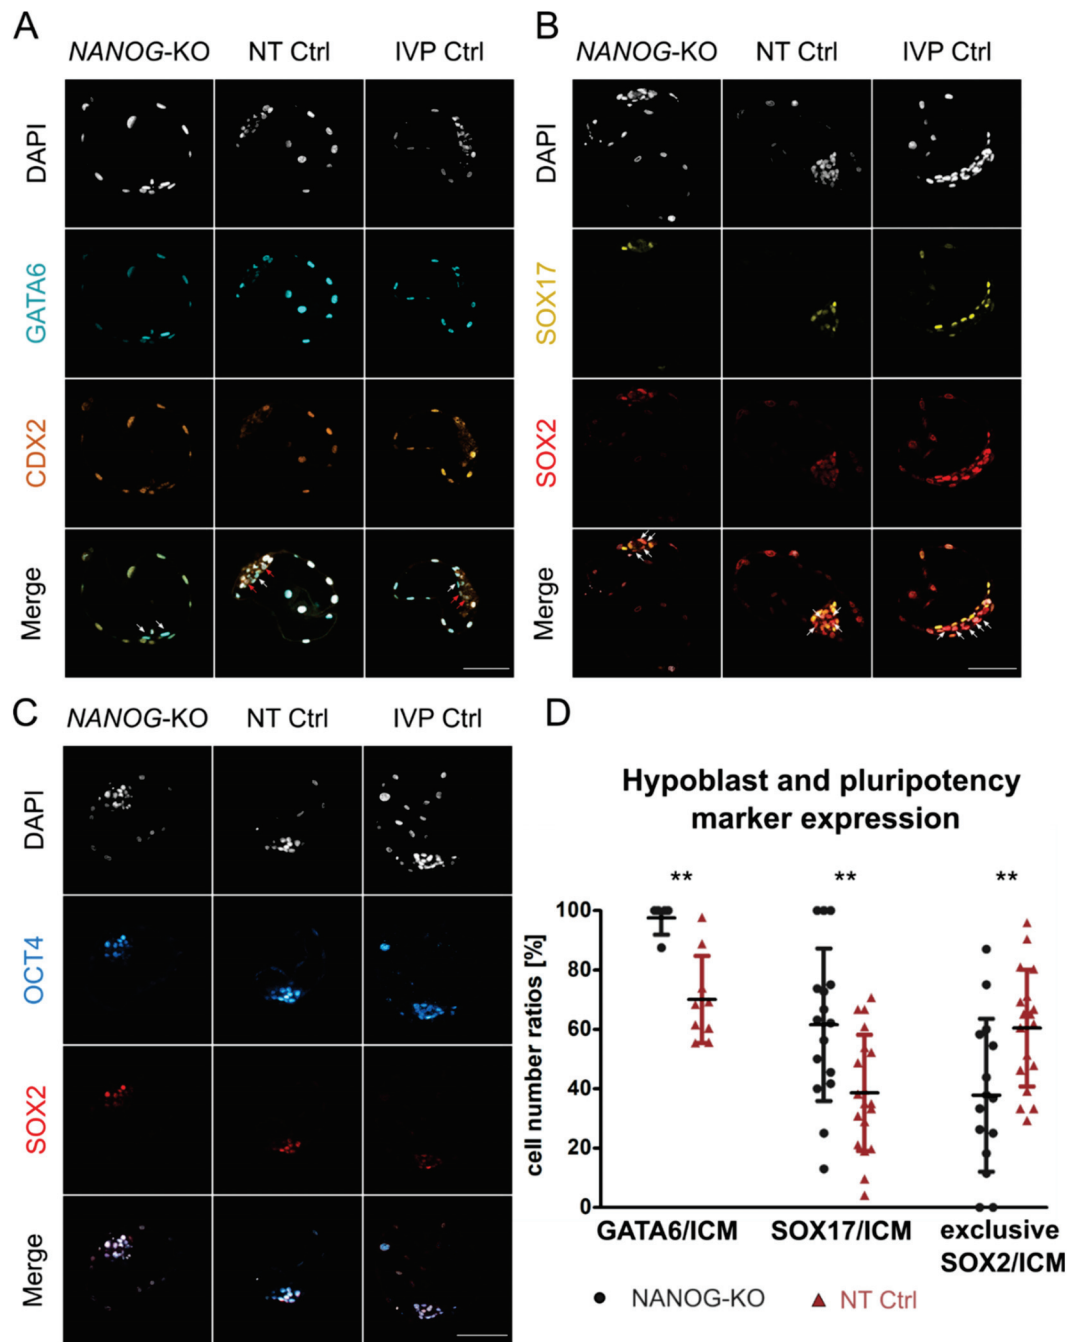 A
NANOG-KO NT Ctrl IVP Ctrl
DAPI
GATA6
CDX2
Merge
B
NANOG-KO NT Ctrl IVP Ctrl
DAPI
SOX17
SOX2
Merge
C
NANOG-KO NT Ctrl IVP Ctrl
DAPI
OCT4
SOX2
Merge
D
Hypoblast and pluripotency
marker expression
** ** **
cell number ratios [%]
100
80
60
40
20
0
GATA6/ICM SOX17/ICM exclusive
SOX2/ICM
NANOG-KO NT Ctrl